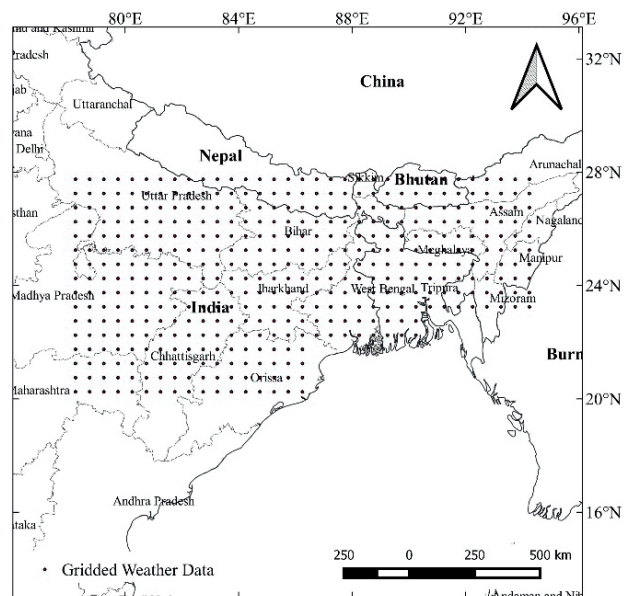 80°E 84°E 88°E 92°E 96°E
Pradesh
32°N
China
Uttaranchal
Delhi
Nepal
Arunachal
28°N
Sikkim
Bhutan
Uttar Pradesh
Assam
Nagaland
Bihar
Meghalaya
Manipur
24°N
Madhya Pradesh
Jharkhand
West Bengal
Tripura
Mizoram
India
Chhattisgarh
Burn
Orissa
Maharashtra
20°N
Andhra Pradesh
16°N
250 0 250 500 km
Gridded Weather Data